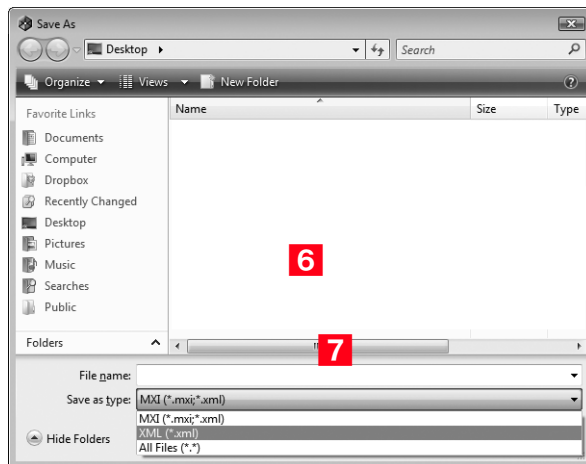 Save As
Desktop
Search
Organize Views New Folder
Favorite Links
Name Size Type
Documents
Computer
Dropbox
Recently Changed
Desktop
Pictures
Music
Searches
Public
6
Folders
7
File name:
Save as type: MXI (*.mxi;*.xml)
MXI (*.mxi;*.xml)
XML (*.xml)
Hide Folders
All Files (*.*)